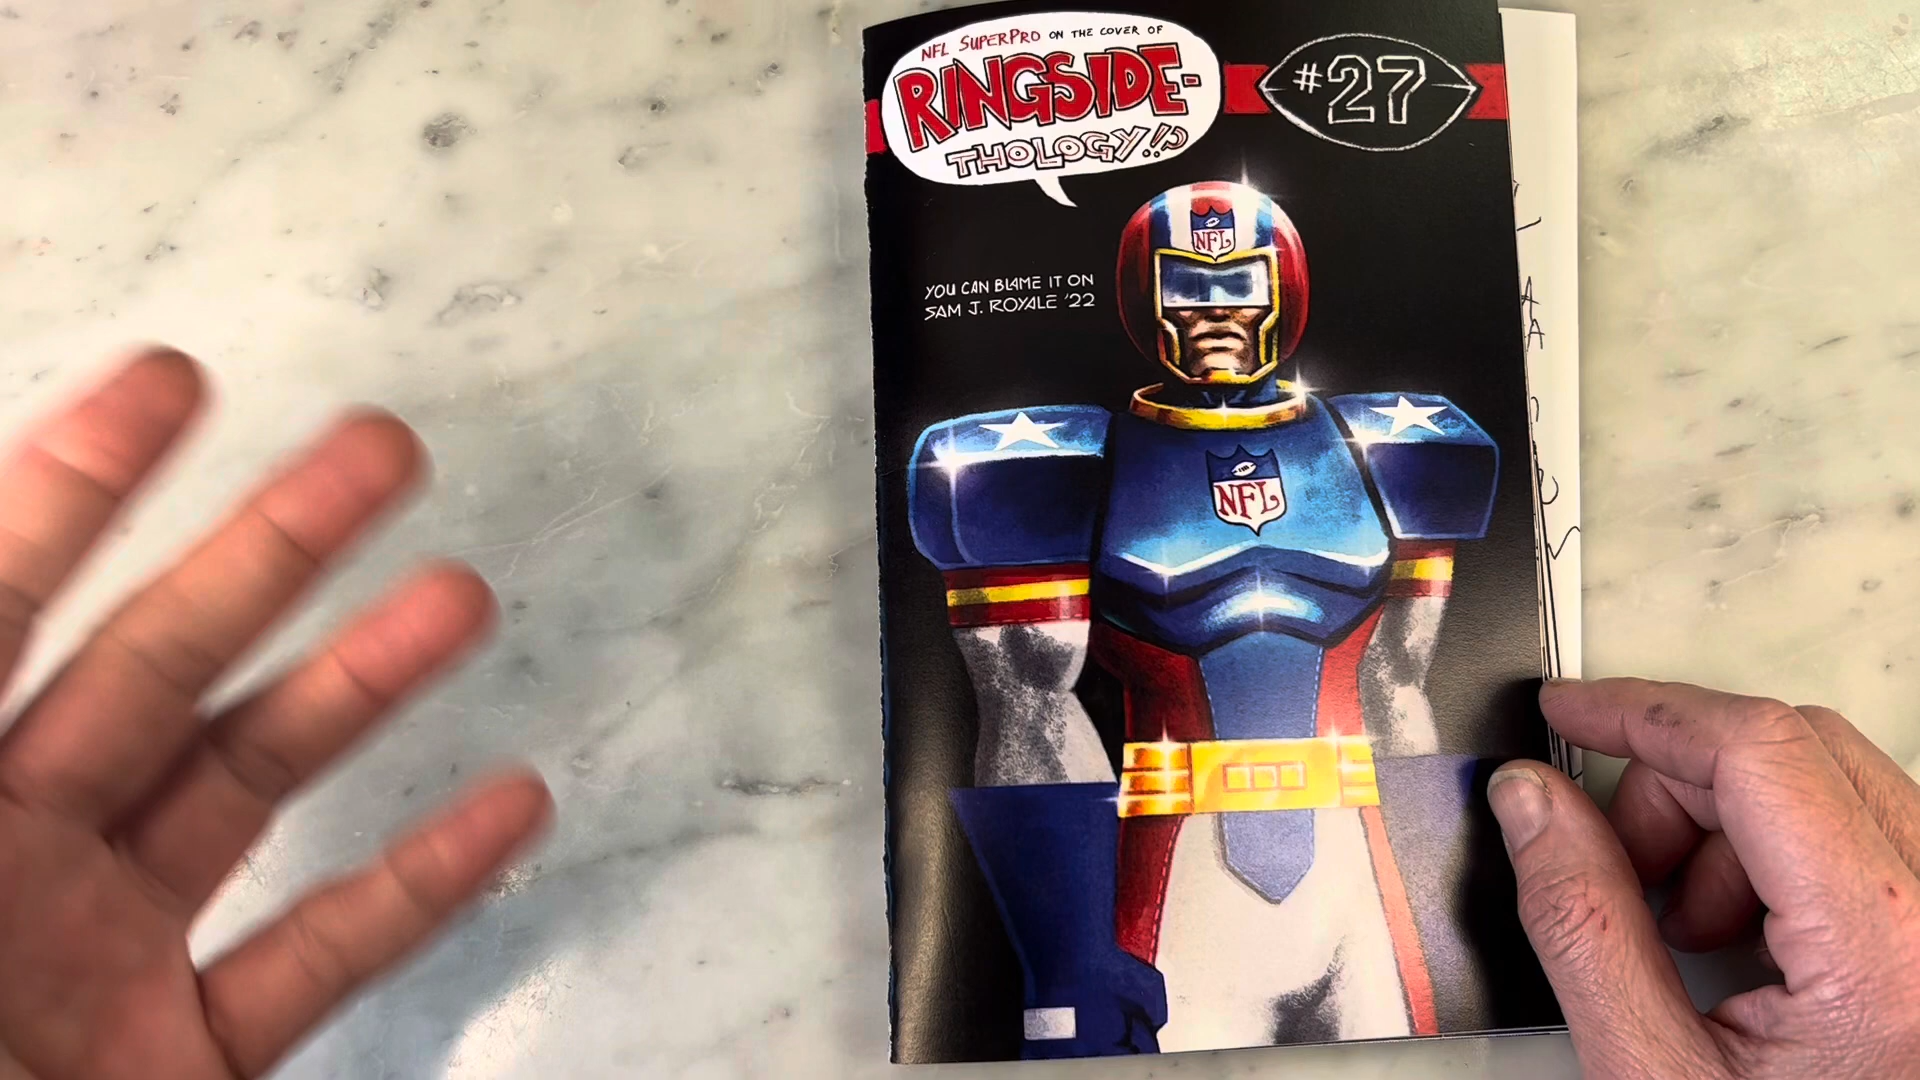 NFL SUPERPRO ON THE COVER OF
RINGSIDE-
THOLOGY!!?
#27
YOU CAN BLAME IT ON
SAM J. ROYALE '22
NFL
NFL